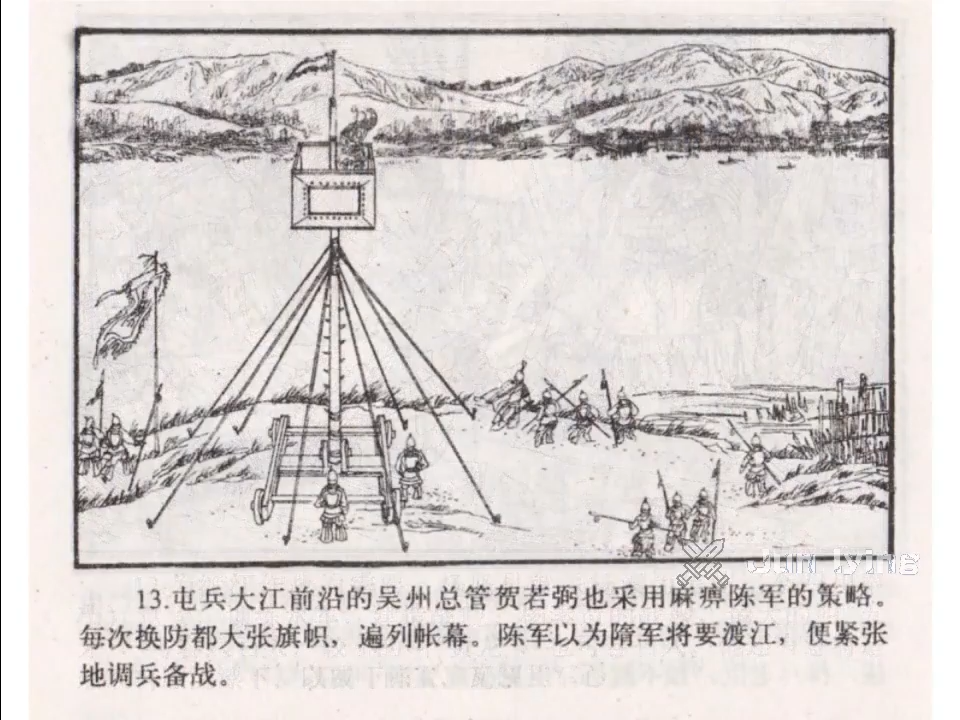 Jun lying
13.屯兵大江前沿的吴州总管贺若弼也采用麻痹陈军的策略。
每次换防都大张旗帜，遍列帐幕。陈军以为隋军将要渡江，便紧张
地调兵备战。